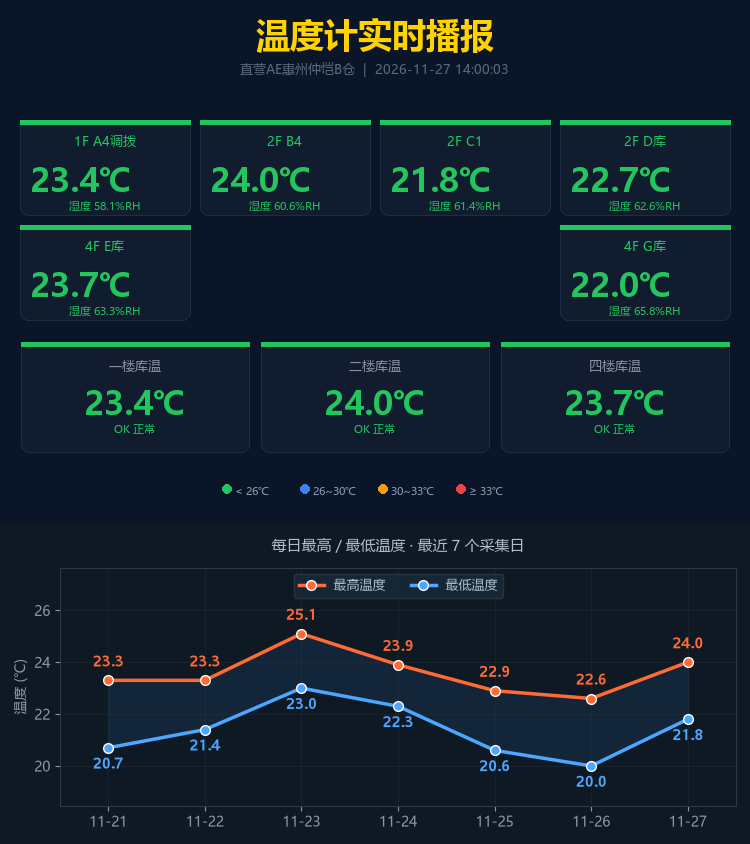 温度计实时播报
直营AE惠州仲恺B仓 | 2026-11-27 14:00:03
1F A4调拨
23.4℃
湿度 58.1%RH
2F B4
24.0℃
湿度 60.6%RH
2F C1
21.8℃
湿度 61.4%RH
2F D库
22.7℃
湿度 62.6%RH
4F E库
23.7℃
湿度 63.3%RH
4F G库
22.0℃
湿度 65.8%RH
一楼库温
23.4℃
OK 正常
二楼库温
24.0℃
OK 正常
四楼库温
23.7℃
OK 正常
< 26℃
26~30℃
30~33℃
≥ 33℃
每日最高 / 最低温度 · 最近 7 个采集日
最高温度
最低温度
温度 (℃)
26
24
22
20
23.3
23.3
25.1
23.9
22.9
22.6
24.0
20.7
21.4
23.0
22.3
20.6
20.0
21.8
11-21
11-22
11-23
11-24
11-25
11-26
11-27